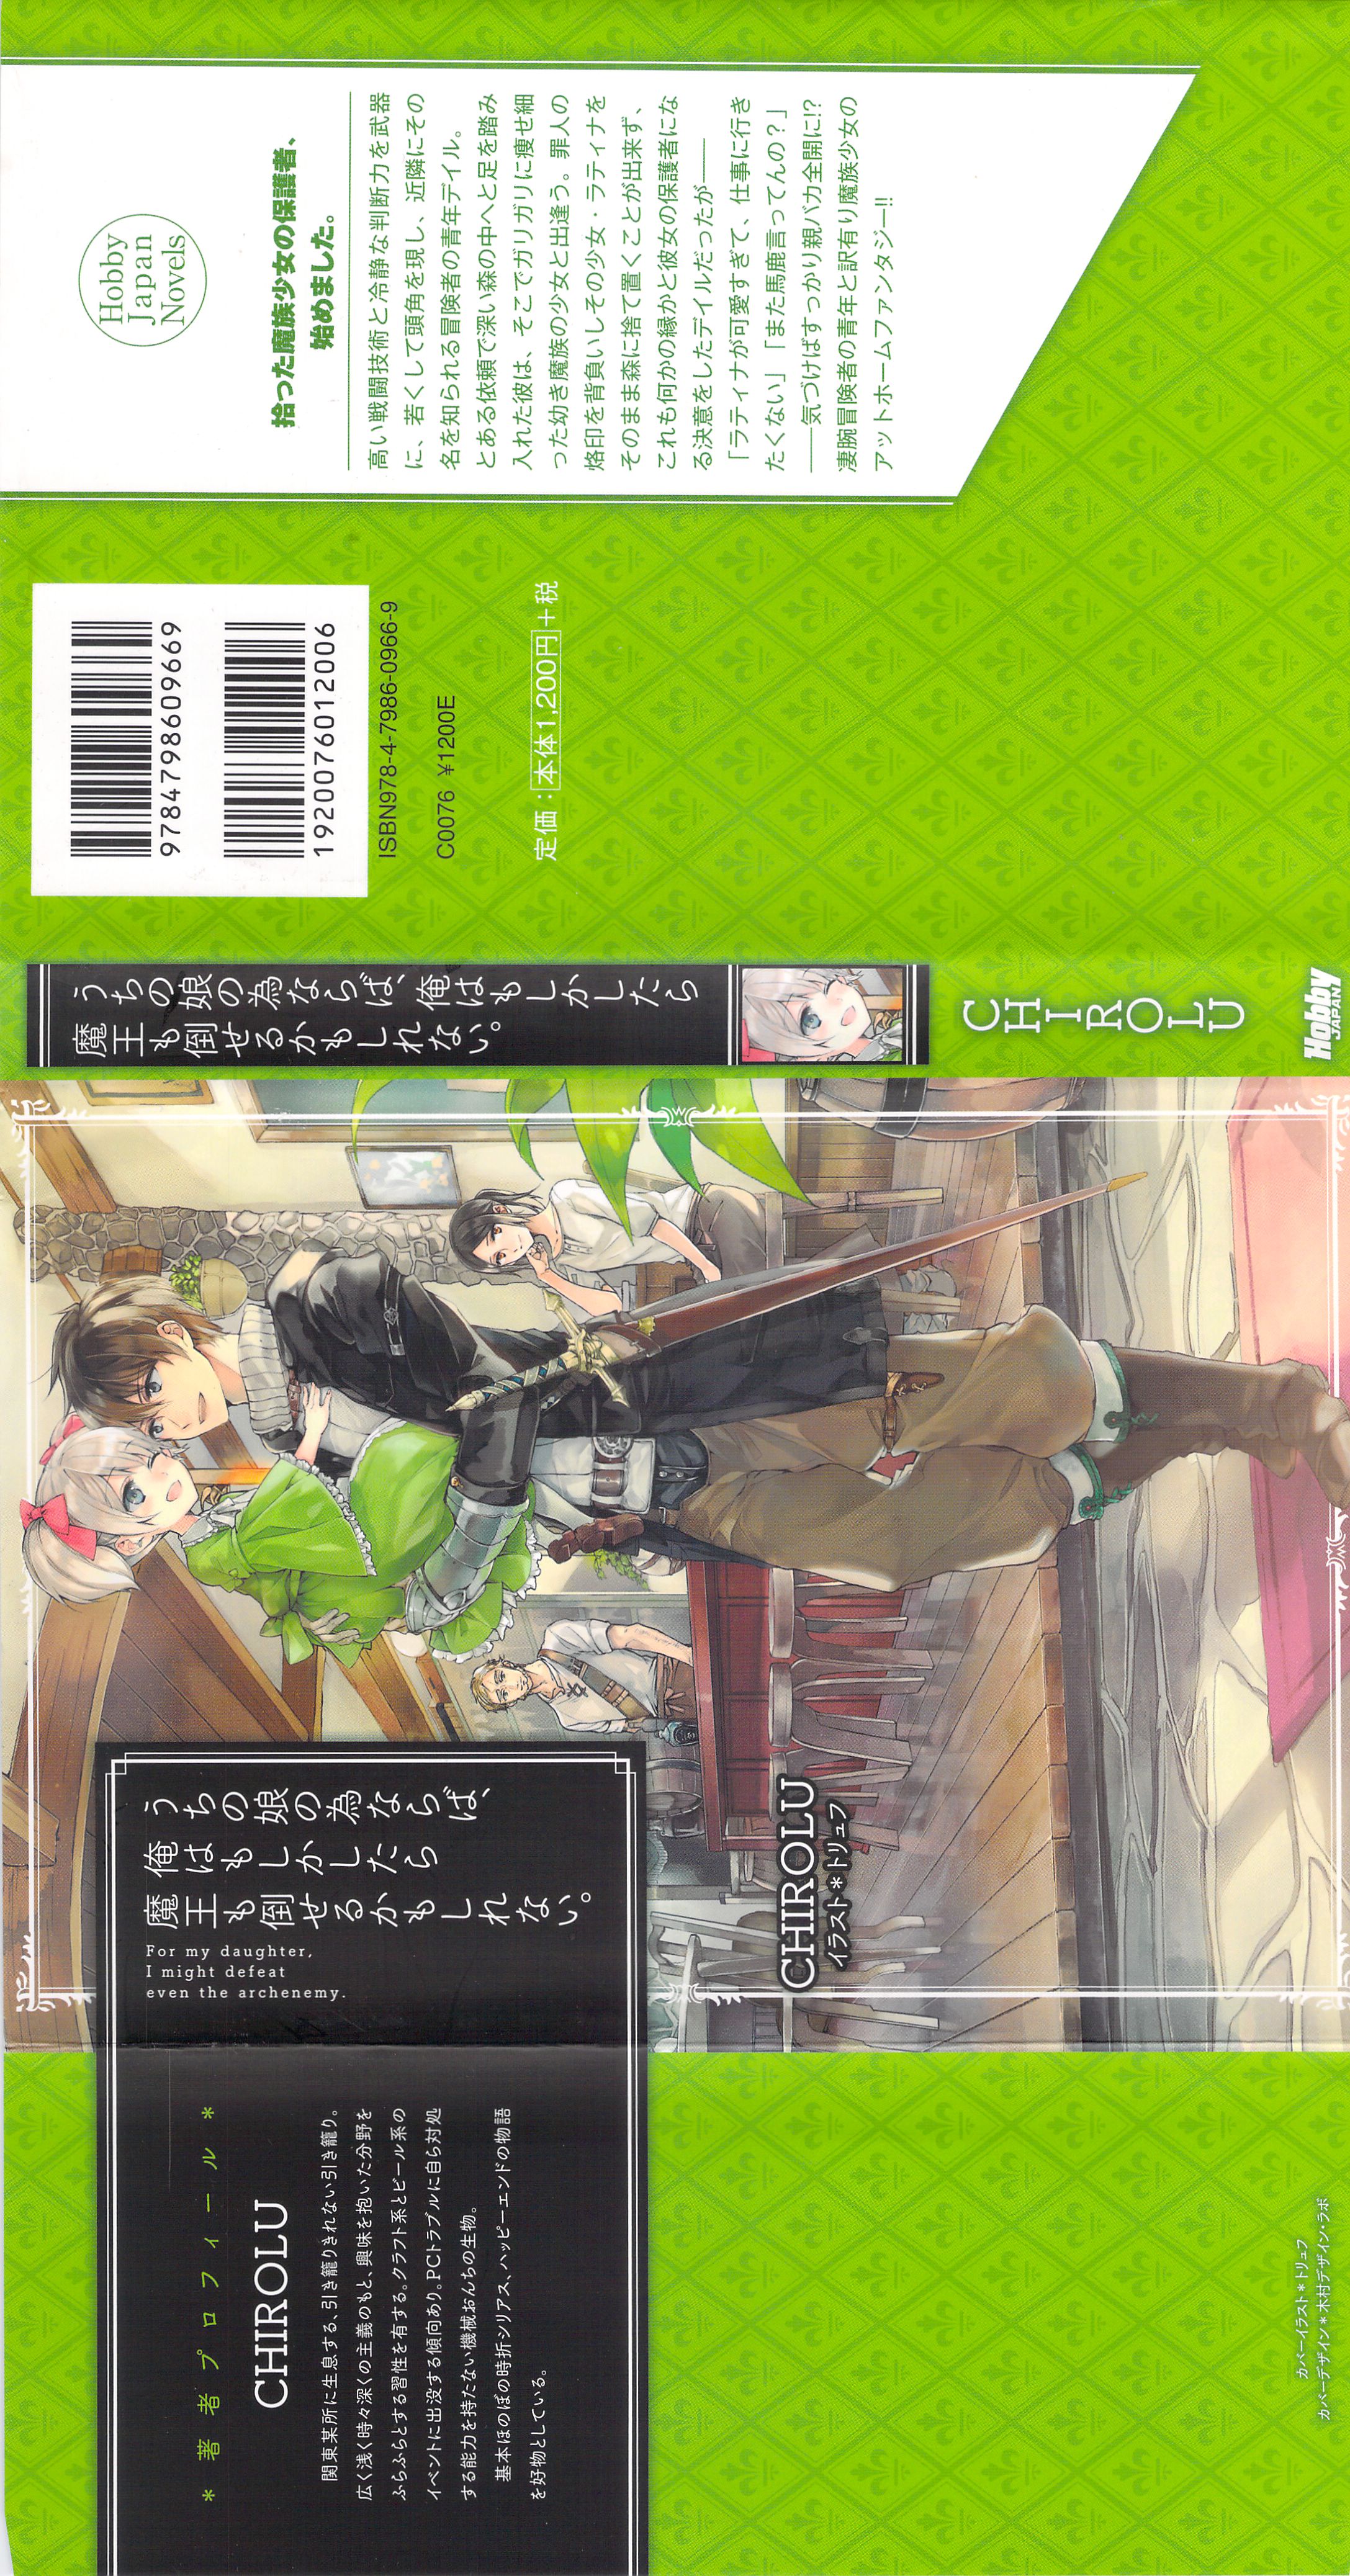 Hobby
Japan
Novels
拾った魔族少女の保護者、
始めました。
高い戦闘技術と冷静な判断力を武器
に、若くして頭角を現し、近隣にその
名を知られる冒険者の青年デイル。
とある依頼で深い森の中へと足を踏み
入れた彼は、そこでガリガリに痩せ細
った幼き魔族の少女と出逢う。罪人の
烙印を背負いしその少女・ラティナを
そのまま森に捨て置くことが出来ず、
これも何かの縁かと彼女の保護者にな
る決意をしたデイルだったが――
「ラティナが可愛すぎて、仕事に行き
たくない」「また馬鹿言ってんの？」
――気づけばすっかり親バカ全開に!?
凄腕冒険者の青年と訳有り魔族少女の
アットホームファンタジー!!
9784798609669
1920076012006
ISBN978-4-7986-0966-9
C0076 ¥1200E
定価：本体1,200円＋税
うちの娘の為ならば、俺はもしかしたら
魔王も倒せるかもしれない。
CHIROLU
Hobby
JAPAN
うちの娘の為ならば、
俺はもしかしたら
魔王も倒せるかもしれない。
For my daughter,
I might defeat
even the archenemy.
CHIROLU
イラスト＊トリュフ
＊著者プロフィール＊
CHIROLU
関東某所に生息する、引き籠りきれない引き籠り。
広く浅く時々深くの主義のもと、興味を抱いた分野を
ふらふらとする習性を有する。クラフト系とビール系の
イベントに出没する傾向あり。PCトラブルに自ら対処
する能力を持たない機械おんちの生物。
基本ほのぼの時折シリアス、ハッピーエンドの物語
を好物としている。
カバーイラスト＊トリュフ
カバーデザイン＊木村デザイン・ラボ